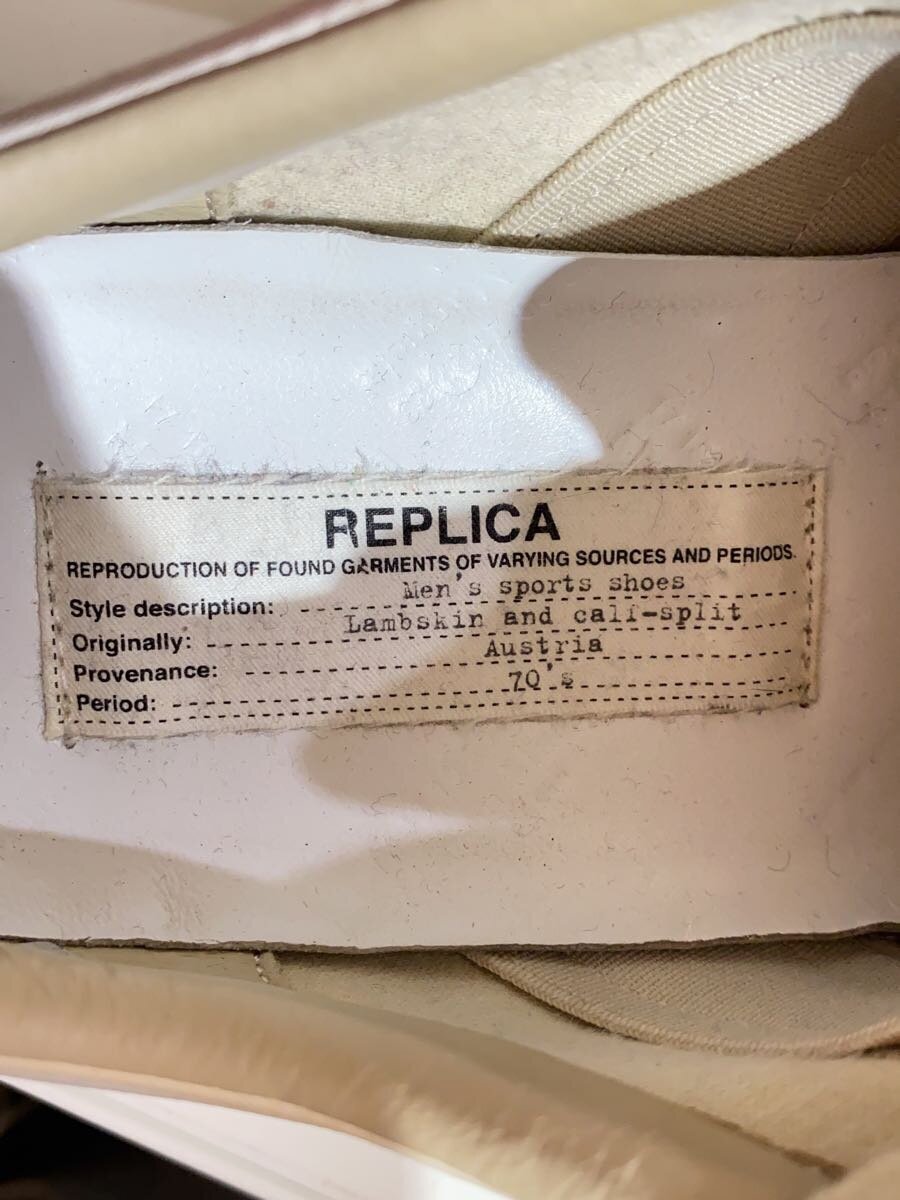 REPLICA
REPRODUCTION OF FOUND GARMENTS OF VARYING SOURCES AND PERIODS.
Style description: Men's sports shoes
Originally: Lambskin and calf-split
Provenance: Austria
Period: 70's